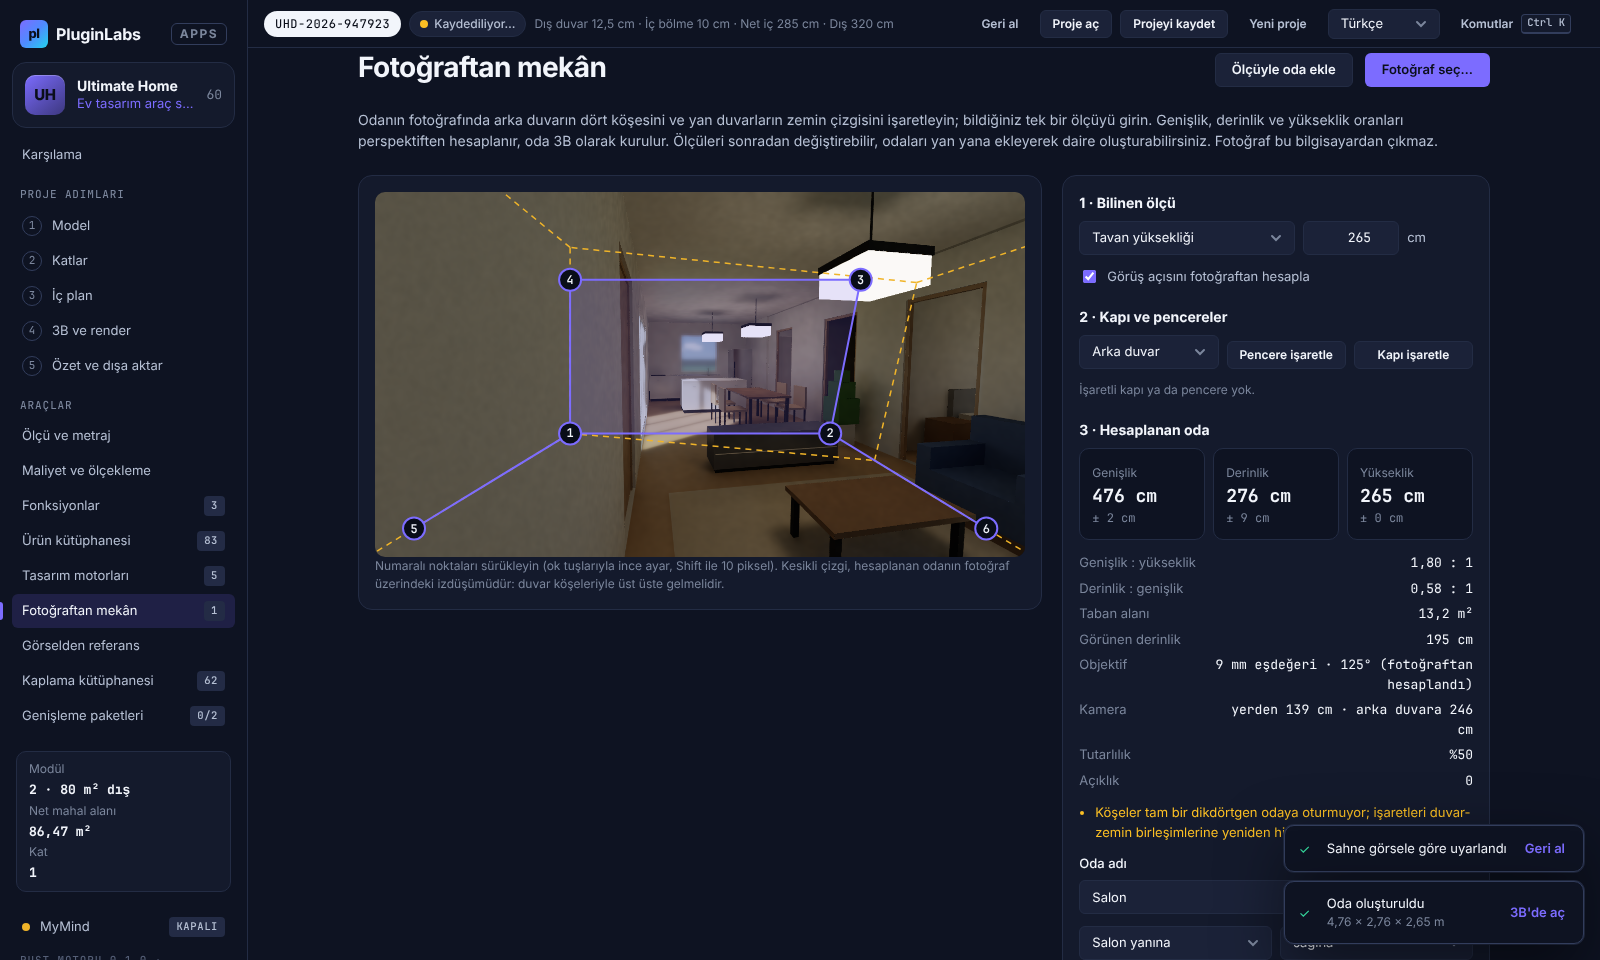 pl PluginLabs APPS
UH Ultimate Home
Ev tasarım araç s... 60
Karşılama
PROJE ADIMLARI
1 Model
2 Katlar
3 İç plan
4 3B ve render
5 Özet ve dışa aktar
ARAÇLAR
Ölçü ve metraj
Maliyet ve ölçekleme
Fonksiyonlar 3
Ürün kütüphanesi 83
Tasarım motorları 5
Fotoğraftan mekân 1
Görselden referans
Kaplama kütüphanesi 62
Genişleme paketleri 0/2
Modül
2 · 80 m² dış
Net mahal alanı
86,47 m²
Kat
1
MyMind KAPALI
UHD-2026-947923 Kaydediliyor... Dış duvar 12,5 cm · İç bölme 10 cm · Net iç 285 cm · Dış 320 cm Geri al Proje aç Projeyi kaydet Yeni proje Türkçe Komutlar Ctrl K
Fotoğraftan mekân Ölçüyle oda ekle Fotoğraf seç...
Odanın fotoğrafında arka duvarın dört köşesini ve yan duvarların zemin çizgisini işaretleyin; bildiğiniz tek bir ölçüyü girin. Genişlik, derinlik ve yükseklik oranları
perspektiften hesaplanır, oda 3B olarak kurulur. Ölçüleri sonradan değiştirebilir, odaları yan yana ekleyerek daire oluşturabilirsiniz. Fotoğraf bu bilgisayardan çıkmaz.
4 3
1 2
5 6
Numaralı noktaları sürükleyin (ok tuşlarıyla ince ayar, Shift ile 10 piksel). Kesikli çizgi, hesaplanan odanın fotoğraf
üzerindeki izdüşümüdür: duvar köşeleriyle üst üste gelmelidir.
1 · Bilinen ölçü
Tavan yüksekliği 265 cm
Görüş açısını fotoğraftan hesapla
2 · Kapı ve pencereler
Arka duvar Pencere işaretle Kapı işaretle
İşaretli kapı ya da pencere yok.
3 · Hesaplanan oda
Genişlik Derinlik Yükseklik
476 cm 276 cm 265 cm
± 2 cm ± 9 cm ± 0 cm
Genişlik : yükseklik 1,80 : 1
Derinlik : genişlik 0,58 : 1
Taban alanı 13,2 m²
Görünen derinlik 195 cm
Objektif 9 mm eşdeğeri · 125° (fotoğraftan
hesaplandı)
Kamera yerden 139 cm · arka duvara 246
cm
Tutarlılık %50
Açıklık 0
• Köşeler tam bir dikdörtgen odaya oturmuyor; işaretleri duvar-
zemin birleşimlerine yeniden
Oda adı
Salon
Salon yanına
Sahne görsele göre uyarlandı Geri al
Oda oluşturuldu
4,76 × 2,76 × 2,65 m 3B'de aç